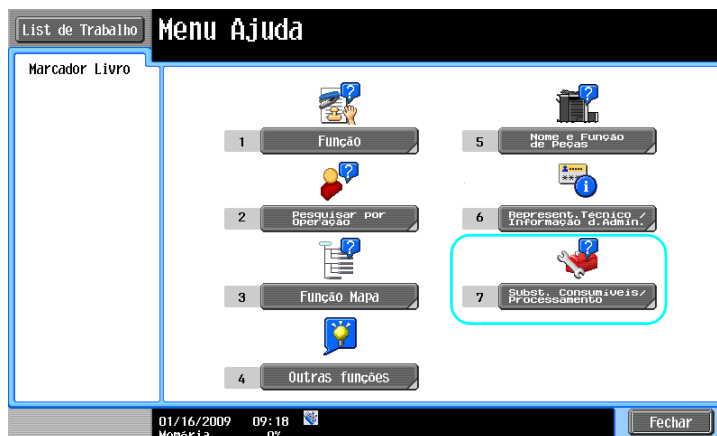 List de Trabalho
Menu Ajuda
Marcador Livro
1 Função
5 Nome e Função
de Peças
2 Pesquisar por
Operação
6 Represent.Técnico /
Informação d.Admin.
3 Função Mapa
7 Subst. Consumíveis/
Processamento
4 Outras funções
01/16/2009 09:18
Memória 0%
Fechar